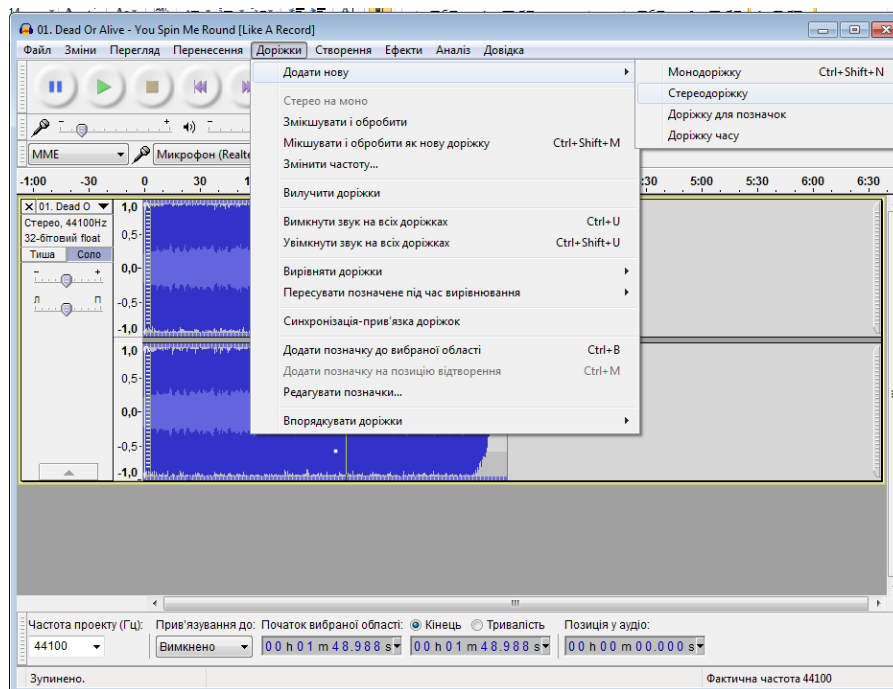 01. Dead Or Alive - You Spin Me Round [Like A Record]
Файл Зміни Перегляд Перенесення Доріжки Створення Ефекти Аналіз Довідка
Додати нову
Стерео на моно
Змікшувати і обробити
Мікшувати і обробити як нову доріжку Ctrl+Shift+M
Змінити частоту...
Вилучити доріжки
Вимкнути звук на всіх доріжках Ctrl+U
Увімкнути звук на всіх доріжках Ctrl+Shift+U
Вирівняти доріжки
Пересувати позначене під час вирівнювання
Синхронізація-прив'язка доріжок
Додати позначку до вибраної області Ctrl+B
Додати позначку на позицію відтворення Ctrl+M
Редагувати позначки...
Впорядкувати доріжки
Монодоріжку Ctrl+Shift+N
Стереодоріжку
Доріжку для позначок
Доріжку часу
MME Микрофон (Realte
-1:00 -30 0 30 1 :30 5:00 5:30 6:00 6:30
X 01. Dead O
Стерео, 44100Hz
32-бітовий float
Тиша Соло
- +
Л П
1,0
0,5-
0,0-
-0,5-
-1,0
1,0
0,5-
0,0-
-0,5-
-1,0
Частота проекту (Гц): Прив'язування до: Початок вибраної області: Кінець Тривалість Позиція у аудіо:
44100 Вимкнено 00 h 01 m 48.988 s 00 h 01 m 48.988 s 00 h 00 m 00.000 s
Зупинено. Фактична частота 44100